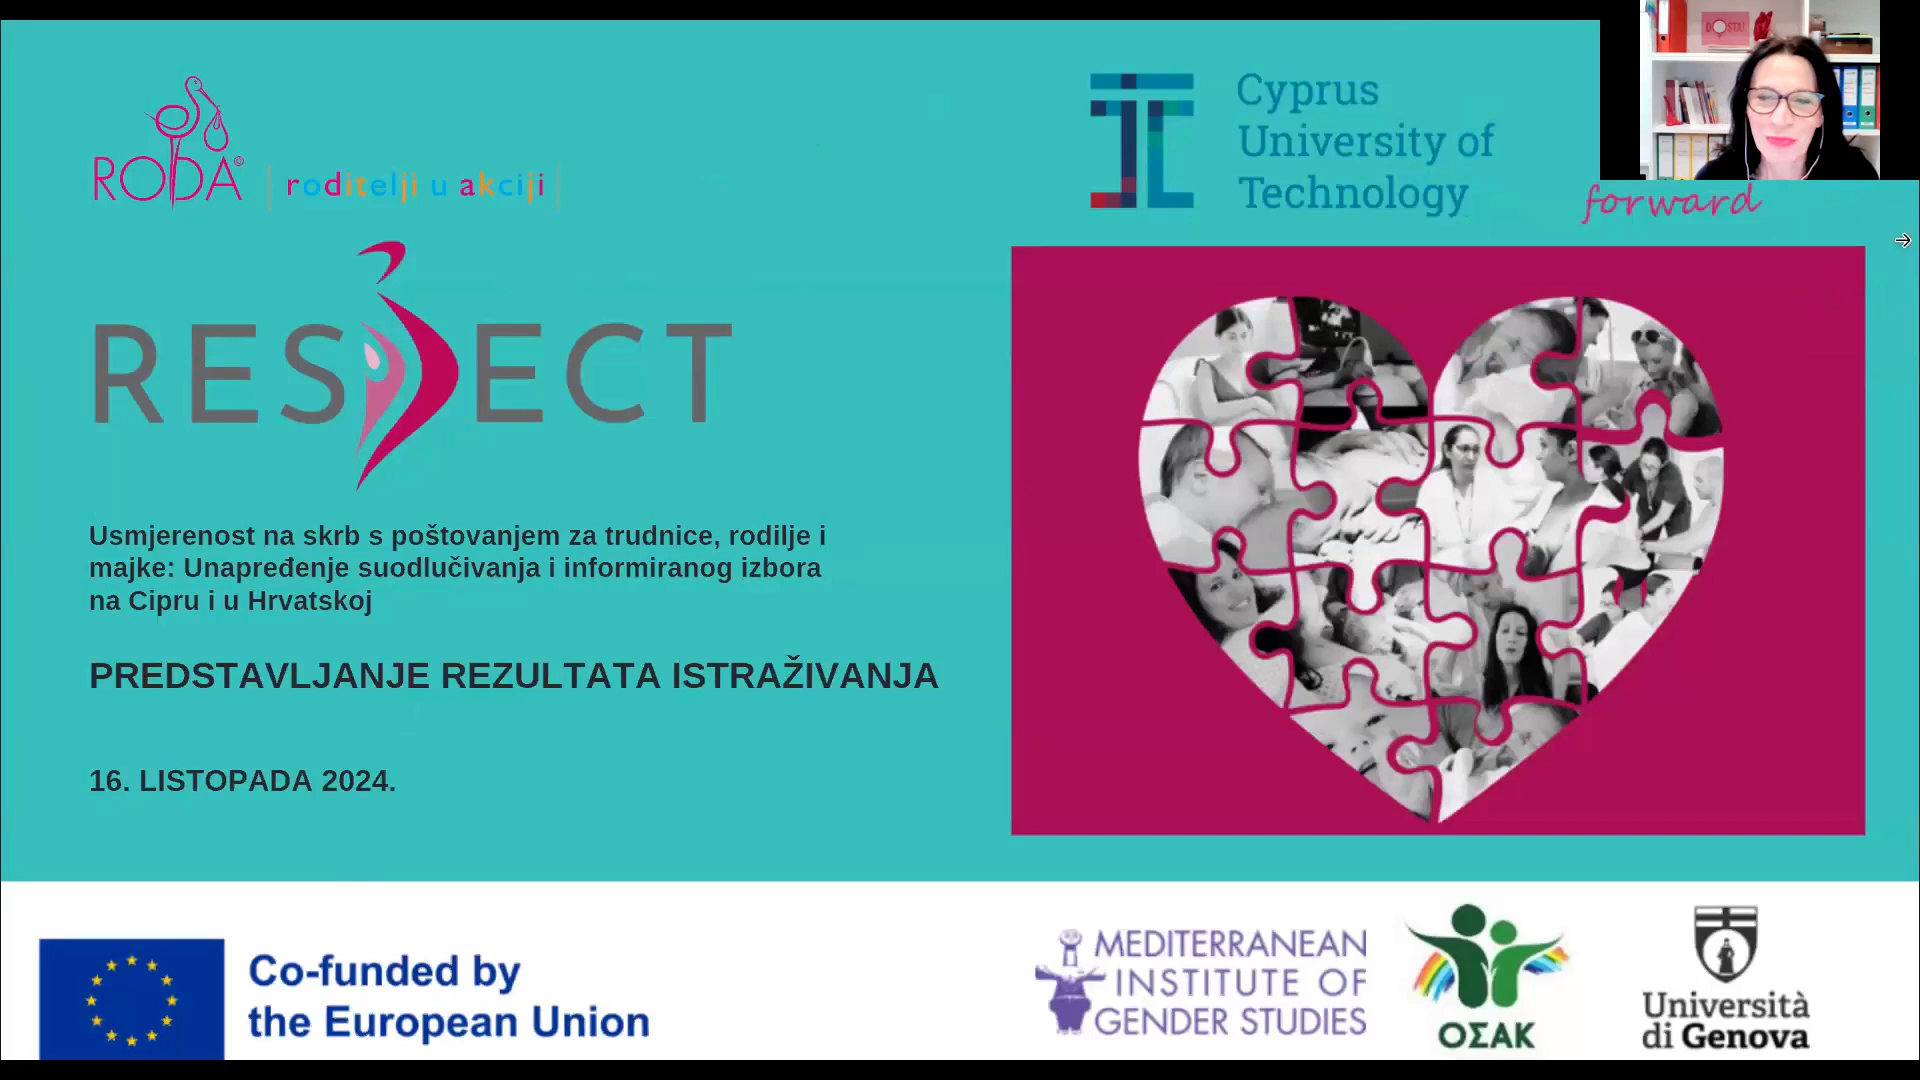 RODA©
roditelji u akciji
Cyprus
University of
Technology
DOSTA!
forward
RESPECT
Usmjerenost na skrb s poštovanjem za trudnice, rodilje i
majke: Unapređenje suodlučivanja i informiranog izbora
na Cipru i u Hrvatskoj
PREDSTAVLJANJE REZULTATA ISTRAŽIVANJA
16. LISTOPADA 2024.
Co-funded by
the European Union
MEDITERRANEAN
INSTITUTE OF
GENDER STUDIES
ΟΣΑΚ
Università
di Genova